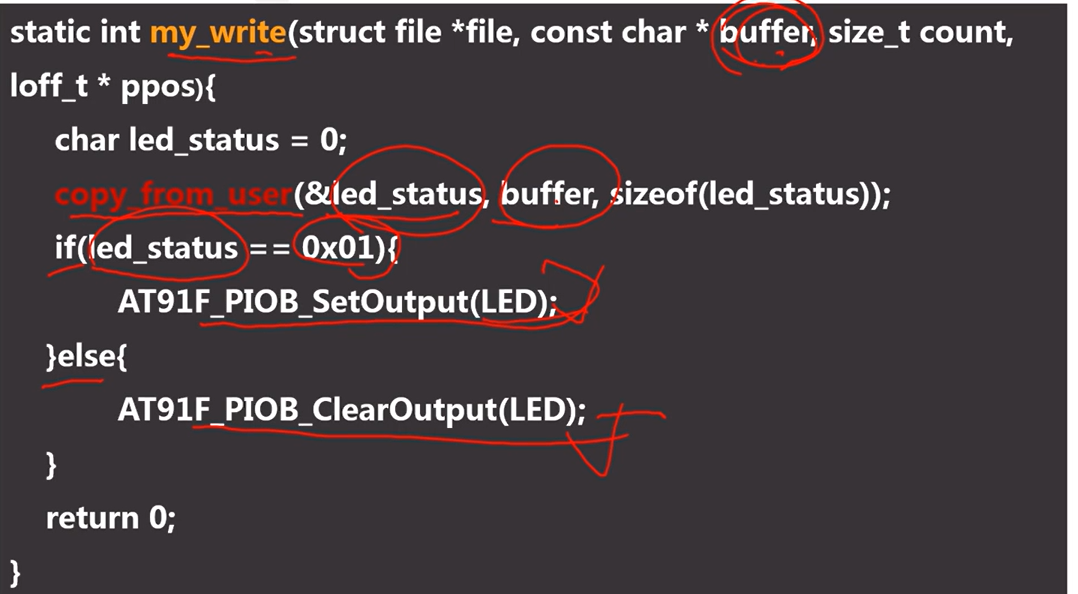 static int my_write(struct file *file, const char * buffer, size_t count,
loff_t * ppos){
char led_status = 0;
copy_from_user(&led_status, buffer, sizeof(led_status));
if(led_status == 0x01){
AT91F_PIOB_SetOutput(LED);
}else{
AT91F_PIOB_ClearOutput(LED);
}
return 0;
}